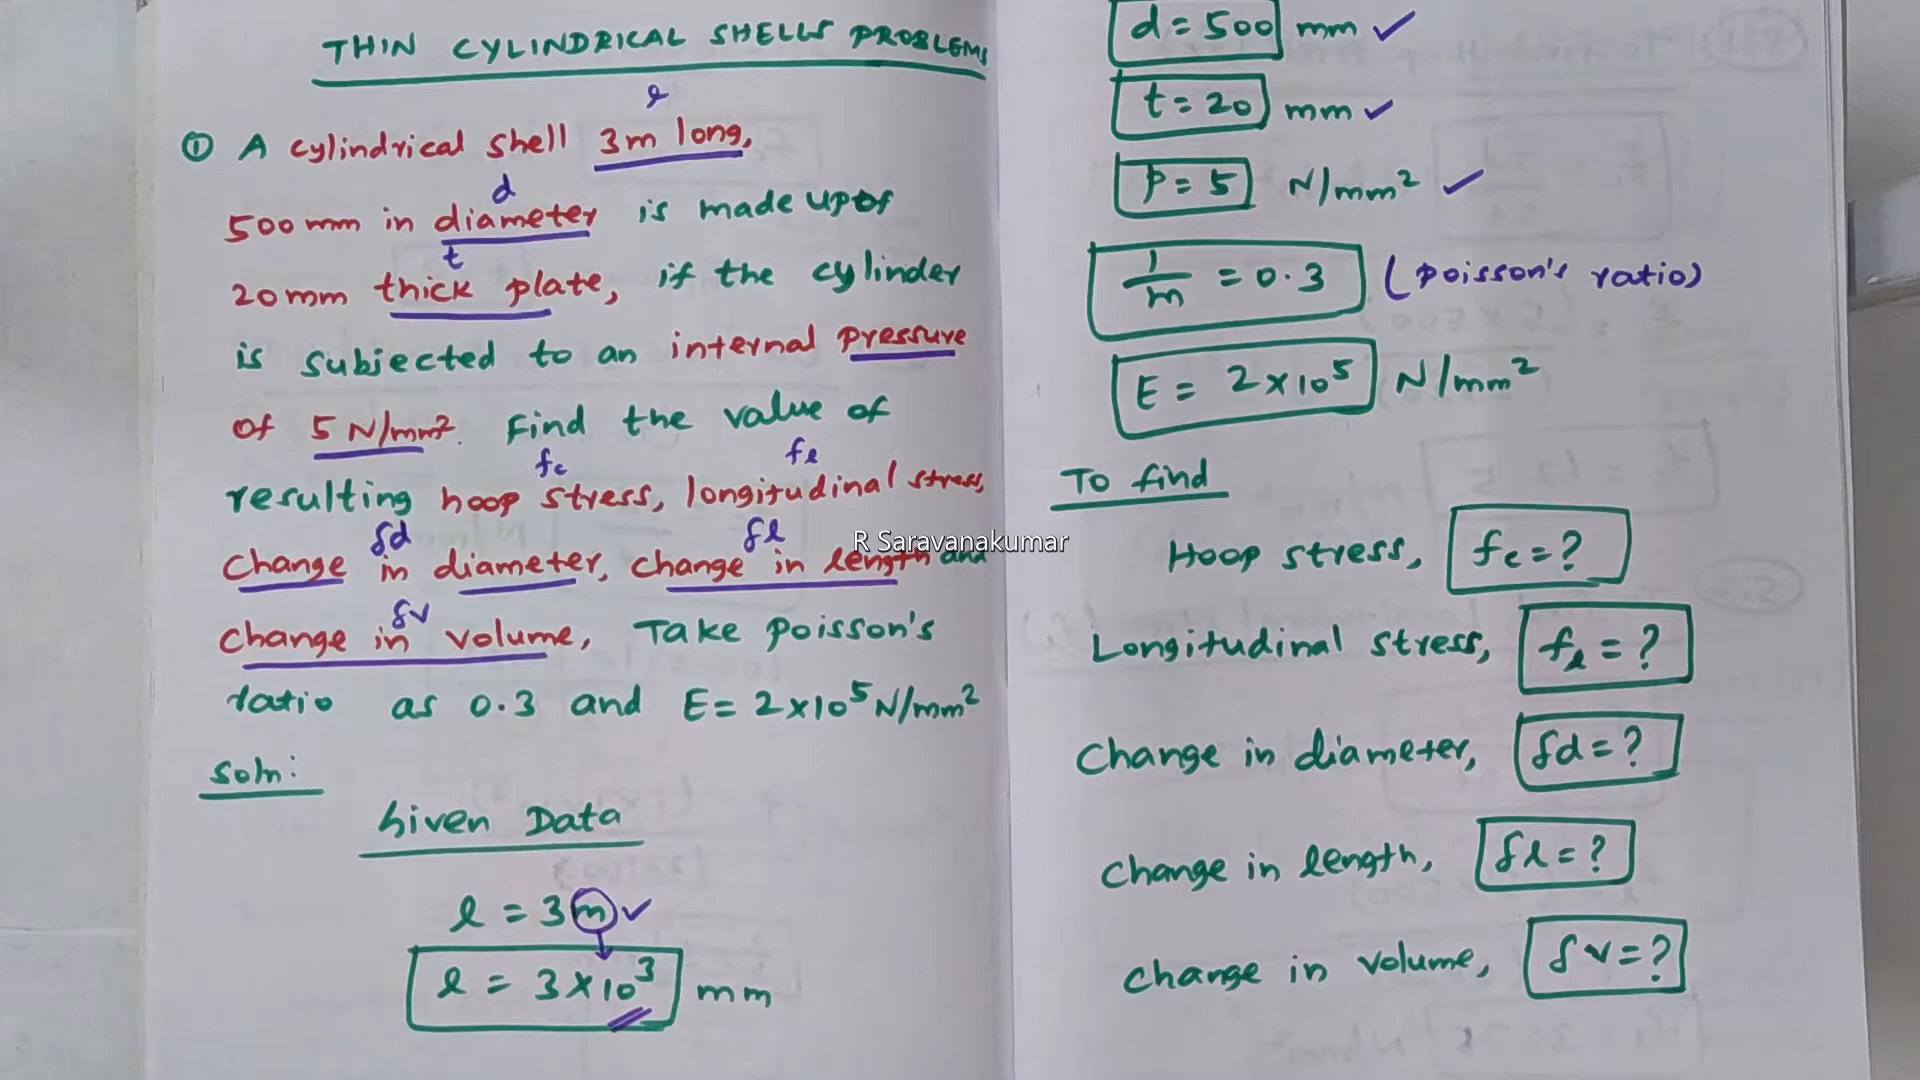 THIN CYLINDRICAL SHELLS PROBLEMS
l
① A cylindrical shell 3m long,
d
500mm in diameter is made upof
t
20mm thick plate, if the cylinder
is subjected to an internal pressure
of 5 N/mm². Find the value of
fc fl
resulting hoop stress, longitudinal stress,
δd δl
change in diameter, change in length and
δv
change in volume, Take poisson's
ratio as 0.3 and E= 2×10⁵ N/mm²
Soln:
Given Data
l = 3m ✓
l = 3×10³ mm
d = 500 mm ✓
t = 20 mm ✓
P = 5 N/mm² ✓
1/m = 0.3 (poisson's ratio)
E = 2×10⁵ N/mm²
To find
R Saravanakumar
Hoop stress, fc = ?
Longitudinal stress, fl = ?
Change in diameter, δd = ?
change in length, δl = ?
change in volume, δv = ?